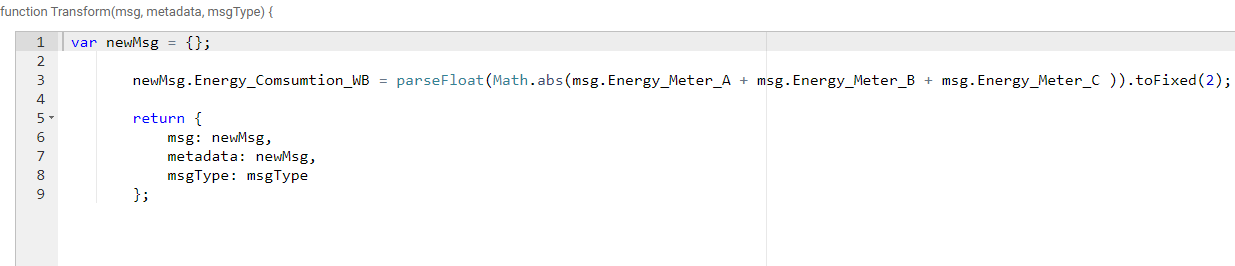 function Transform(msg, metadata, msgType) {
1 var newMsg = {};
2
3 newMsg.Energy_Comsumtion_WB = parseFloat(Math.abs(msg.Energy_Meter_A + msg.Energy_Meter_B + msg.Energy_Meter_C )).toFixed(2);
4
5 return {
6 msg: newMsg,
7 metadata: newMsg,
8 msgType: msgType
9 };